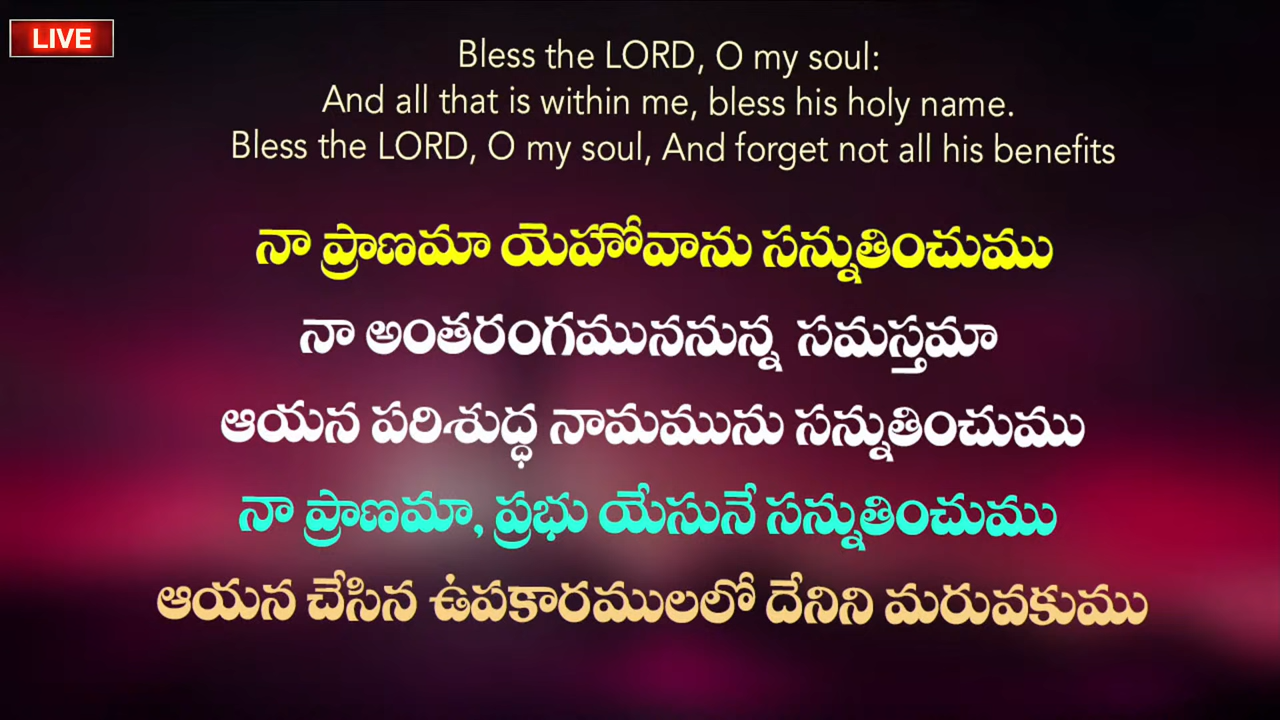 LIVE
Bless the LORD, O my soul:
And all that is within me, bless his holy name.
Bless the LORD, O my soul, And forget not all his benefits
నా ప్రాణమా యెహోవాను సన్నుతించుము
నా అంతరంగముననున్న సమస్తమా
ఆయన పరిశుద్ధ నామమును సన్నుతించుము
నా ప్రాణమా, ప్రభు యేసునే సన్నుతించుము
ఆయన చేసిన ఉపకారములలో దేనిని మరువకుము